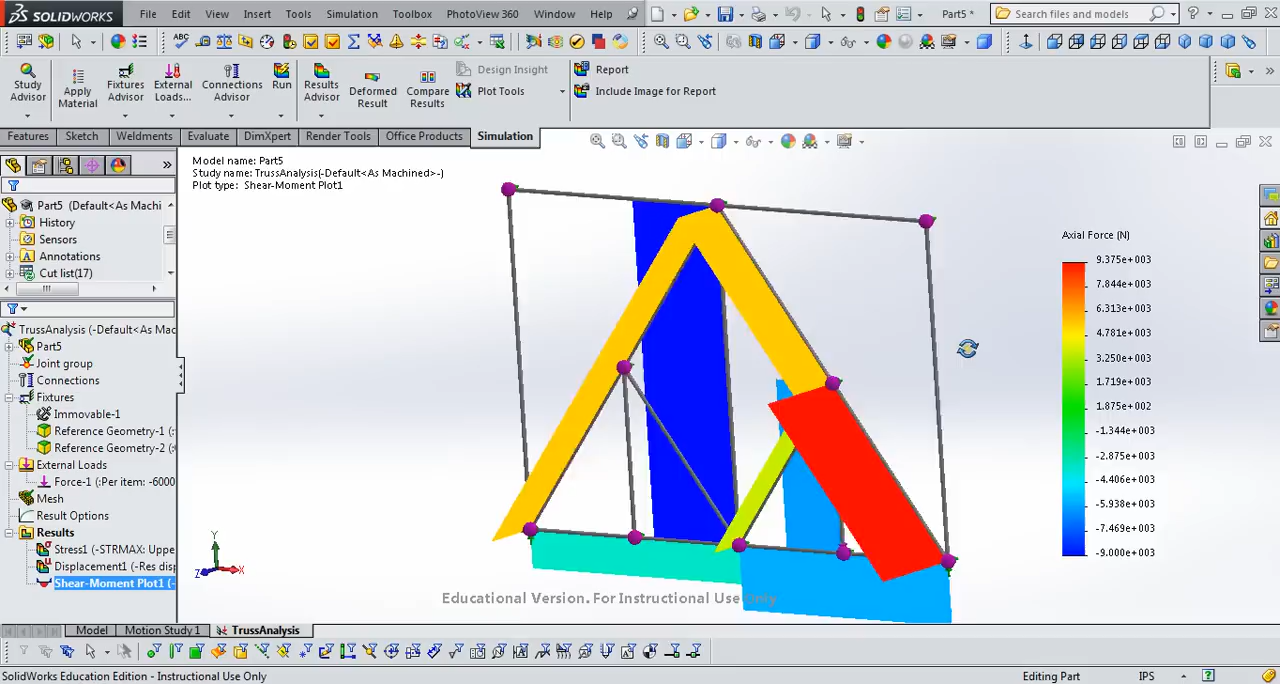 SOLIDWORKS File Edit View Insert Tools Simulation Toolbox PhotoView 360 Window Help Part5 * Search files and models
Study Advisor
Apply Material
Fixtures Advisor
External Loads...
Connections Advisor
Run
Results Advisor
Deformed Result
Compare Results
Design Insight
Plot Tools
Report
Include Image for Report
Features Sketch Weldments Evaluate DimXpert Render Tools Office Products Simulation
Model name: Part5
Study name: TrussAnalysis(-Default<As Machined>-)
Plot type: Shear-Moment Plot1
Part5 (Default<As Machi
History
Sensors
Annotations
Cut list(17)
TrussAnalysis (-Default<As Mac
Part5
Joint group
Connections
Fixtures
Immovable-1
Reference Geometry-1 (:
Reference Geometry-2 (:
External Loads
Force-1 (:Per item: -6000
Mesh
Result Options
Results
Stress1 (-STRMAX: Uppe
Displacement1 (-Res disp
Shear-Moment Plot1 (-
Axial Force (N)
9.375e+003
7.844e+003
6.313e+003
4.781e+003
3.250e+003
1.719e+003
1.875e+002
-1.344e+003
-2.875e+003
-4.406e+003
-5.938e+003
-7.469e+003
-9.000e+003
Y
Z X
Educational Version. For Instructional Use Only
Model Motion Study 1 TrussAnalysis
SolidWorks Education Edition - Instructional Use Only Editing Part IPS